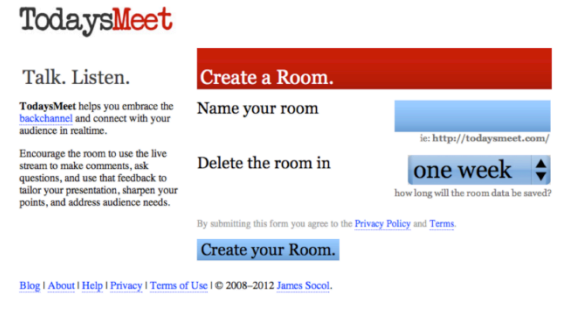 TodaysMeet
Talk. Listen.
TodaysMeet helps you embrace the
backchannel and connect with your
audience in realtime.
Encourage the room to use the live
stream to make comments, ask
questions, and use that feedback to
tailor your presentation, sharpen your
points, and address audience needs.
Create a Room.
Name your room
ie: http://todaysmeet.com/
Delete the room in
one week
how long will the room data be saved?
By submitting this form you agree to the Privacy Policy and Terms.
Create your Room.
Blog | About | Help | Privacy | Terms of Use | © 2008–2012 James Socol.